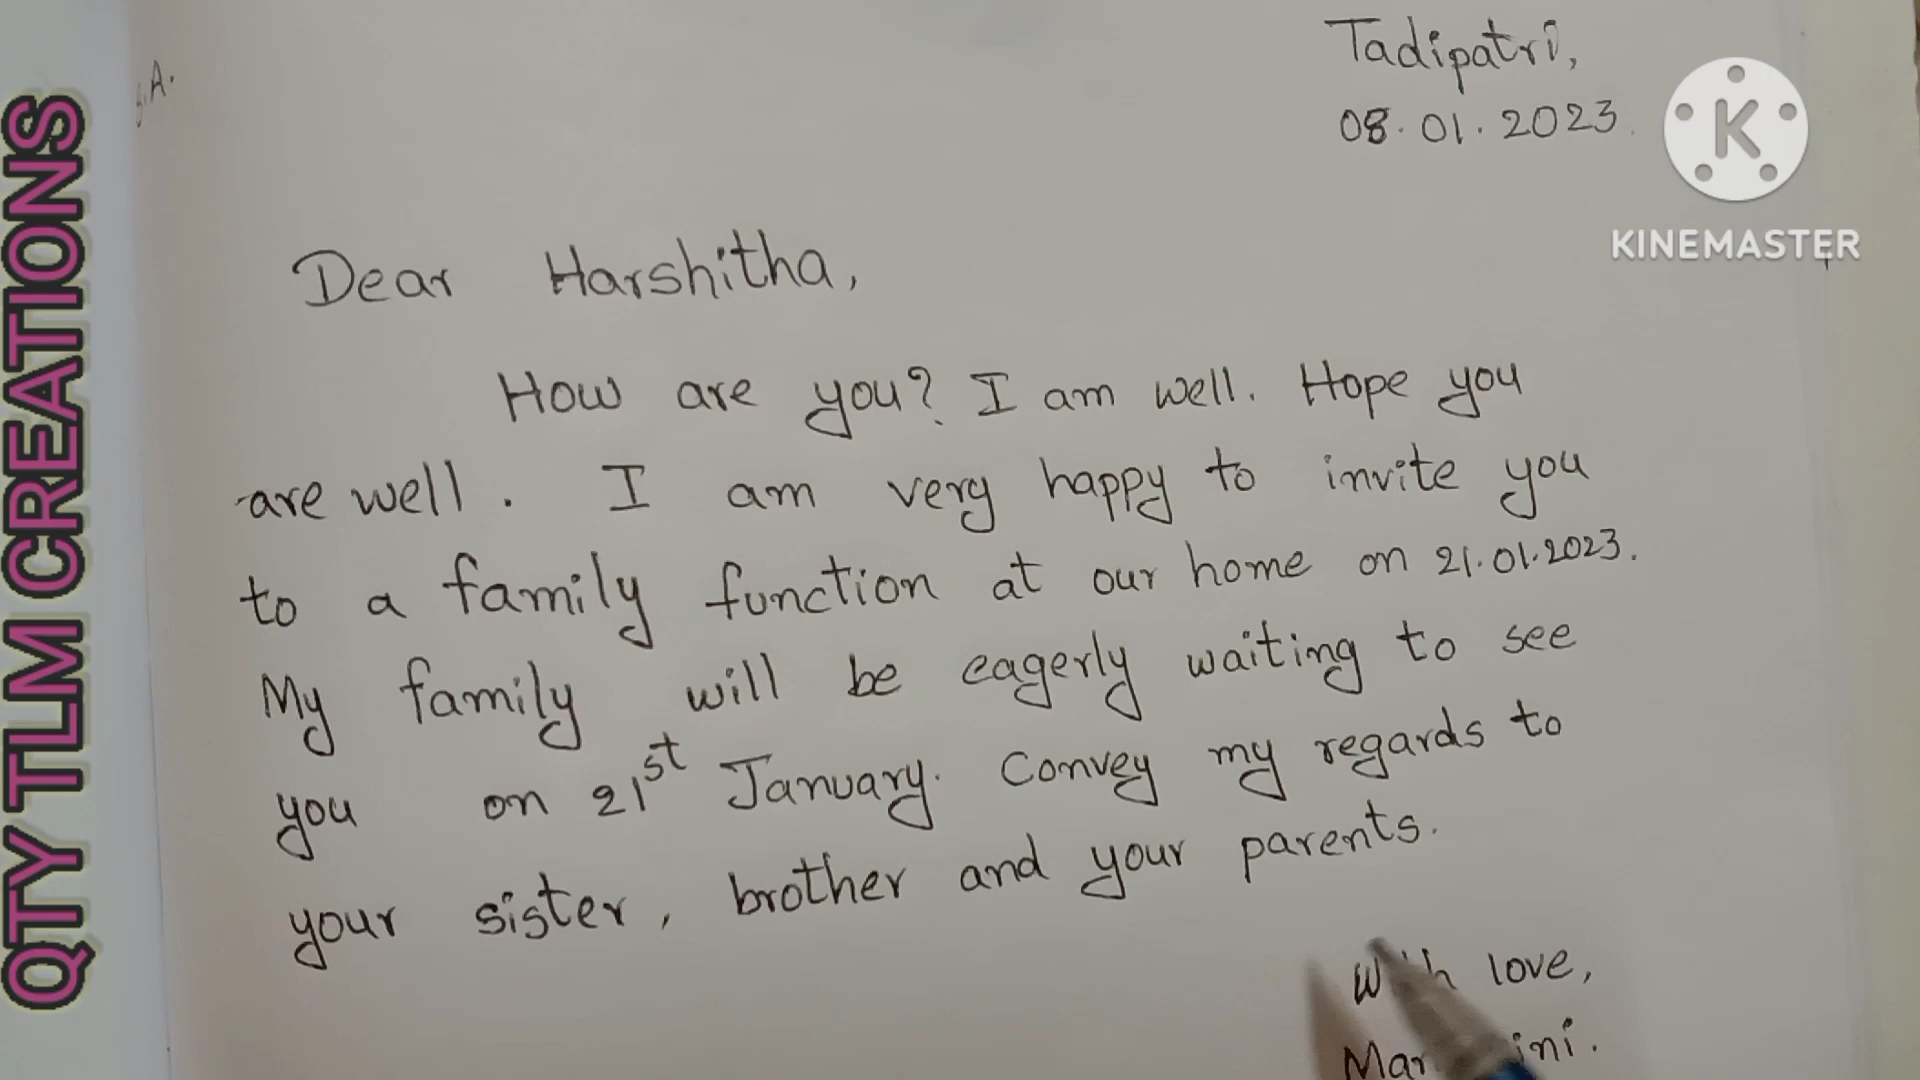 Tadipatri,
08.01.2023.
KINEMASTER
QTY TLM CREATIONS
Dear Harshitha,
How are you? I am well. Hope you
are well. I am very happy to invite you
to a family function at our home on 21.01.2023.
My family will be eagerly waiting to see
you on 21st January. Convey my regards to
your sister, brother and your parents.
With love,